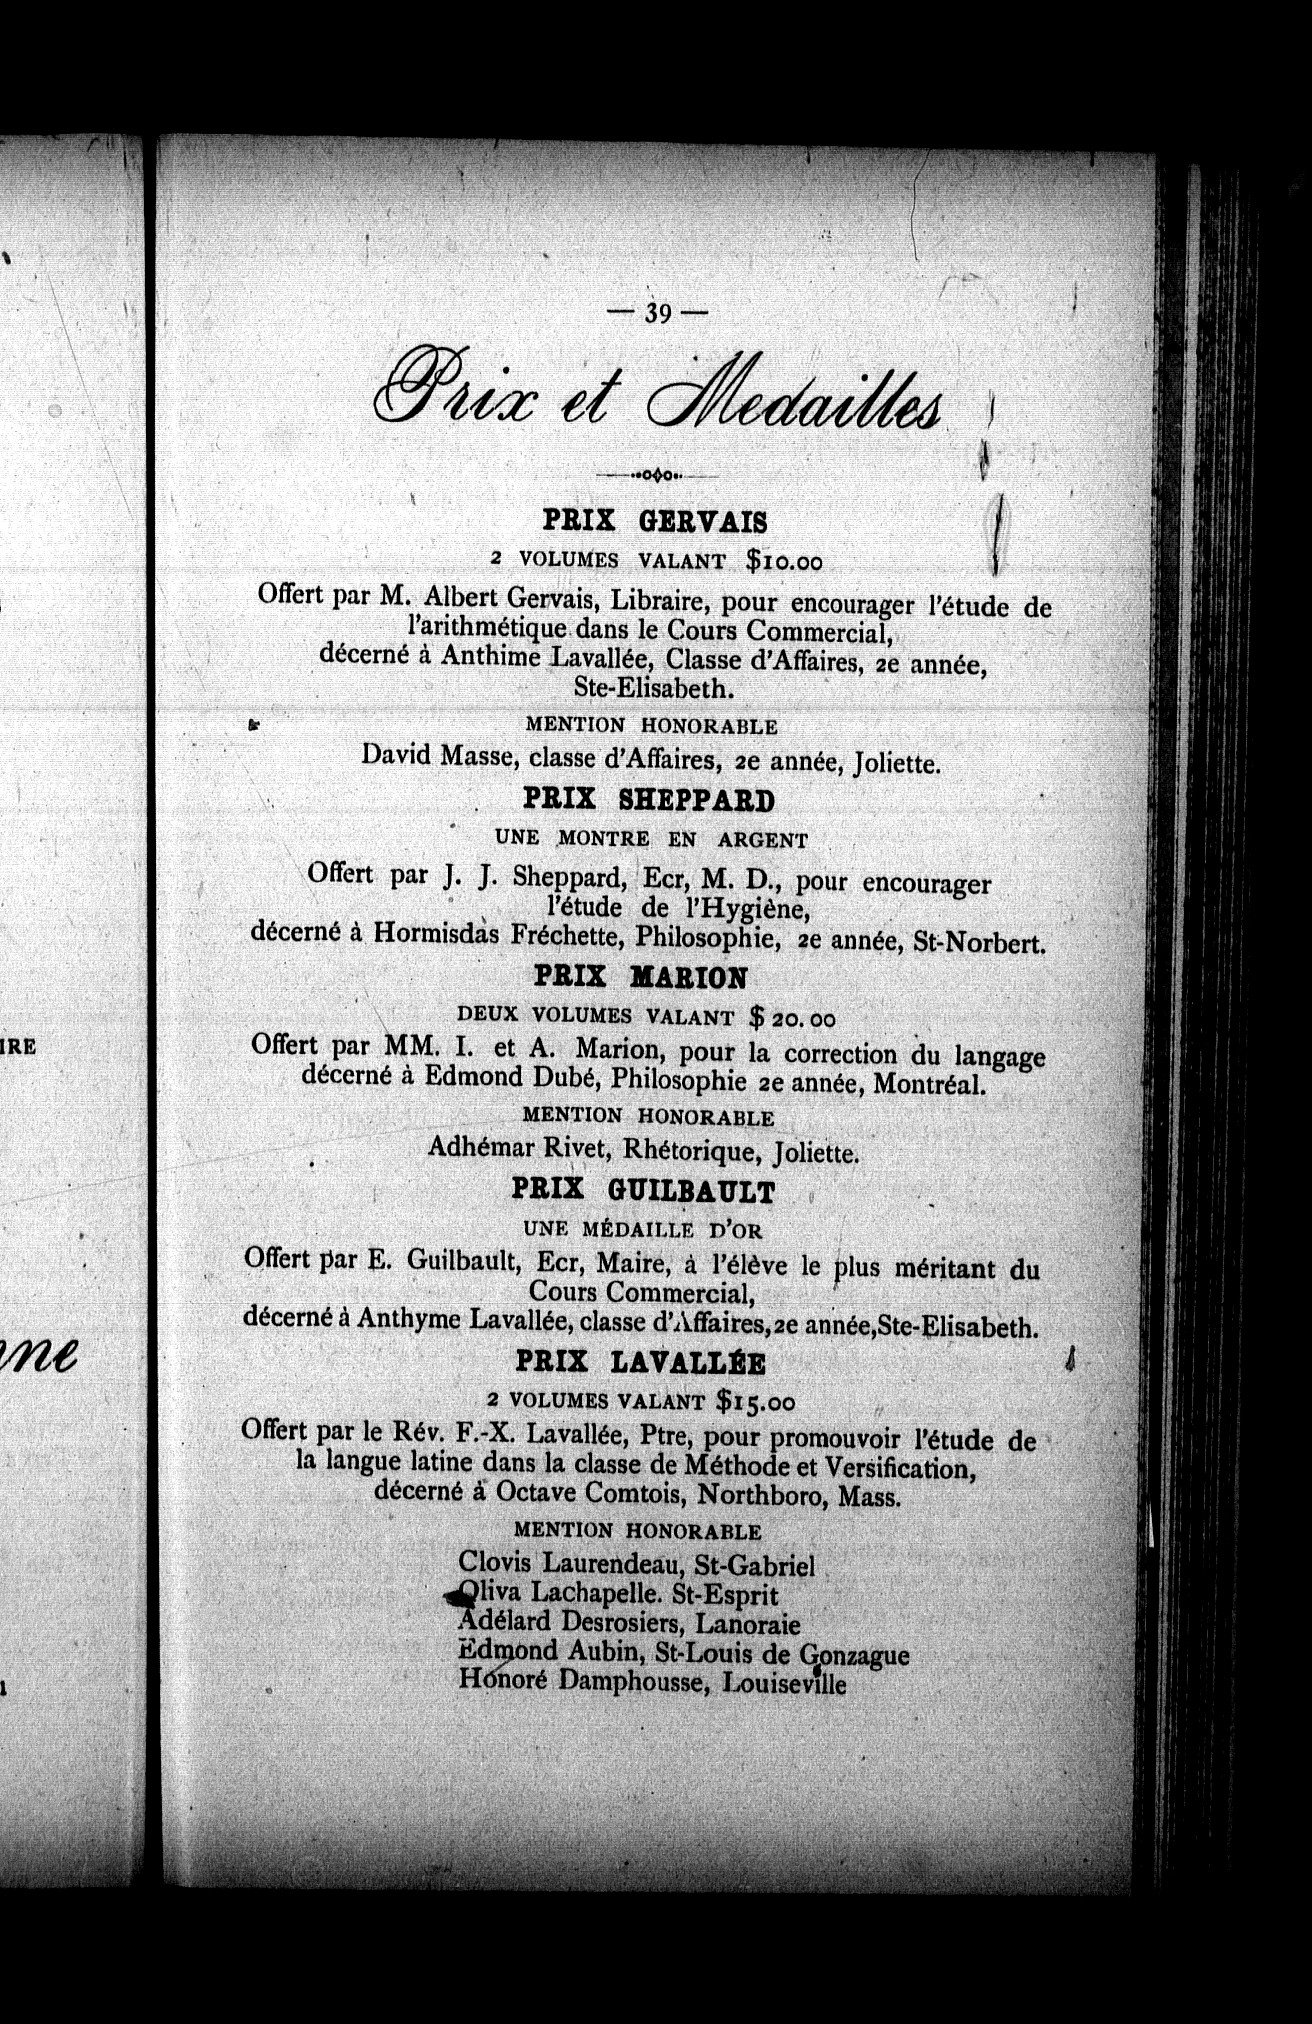 — 39 —
Prix et Medailles
PRIX GERVAIS
2 VOLUMES VALANT $10.00
Offert par M. Albert Gervais, Libraire, pour encourager l'étude de
l'arithmétique dans le Cours Commercial,
décerné à Anthime Lavallée, Classe d'Affaires, 2e année,
Ste-Elisabeth.
MENTION HONORABLE
David Masse, classe d'Affaires, 2e année, Joliette.
PRIX SHEPPARD
UNE MONTRE EN ARGENT
Offert par J. J. Sheppard, Ecr, M. D., pour encourager
l'étude de l'Hygiène,
décerné à Hormisdas Fréchette, Philosophie, 2e année, St-Norbert.
PRIX MARION
DEUX VOLUMES VALANT $ 20.00
Offert par MM. I. et A. Marion, pour la correction du langage
décerné à Edmond Dubé, Philosophie 2e année, Montréal.
MENTION HONORABLE
Adhémar Rivet, Rhétorique, Joliette.
PRIX GUILBAULT
UNE MÉDAILLE D'OR
Offert par E. Guilbault, Ecr, Maire, à l'élève le plus méritant du
Cours Commercial,
décerné à Anthyme Lavallée, classe d'Affaires, 2e année, Ste-Elisabeth.
PRIX LAVALLÉE
2 VOLUMES VALANT $15.00
Offert par le Rév. F.-X. Lavallée, Ptre, pour promouvoir l'étude de
la langue latine dans la classe de Méthode et Versification,
décerné à Octave Comtois, Northboro, Mass.
MENTION HONORABLE
Clovis Laurendeau, St-Gabriel
Oliva Lachapelle. St-Esprit
Adélard Desrosiers, Lanoraie
Edmond Aubin, St-Louis de Gonzague
Honoré Damphousse, Louiseville